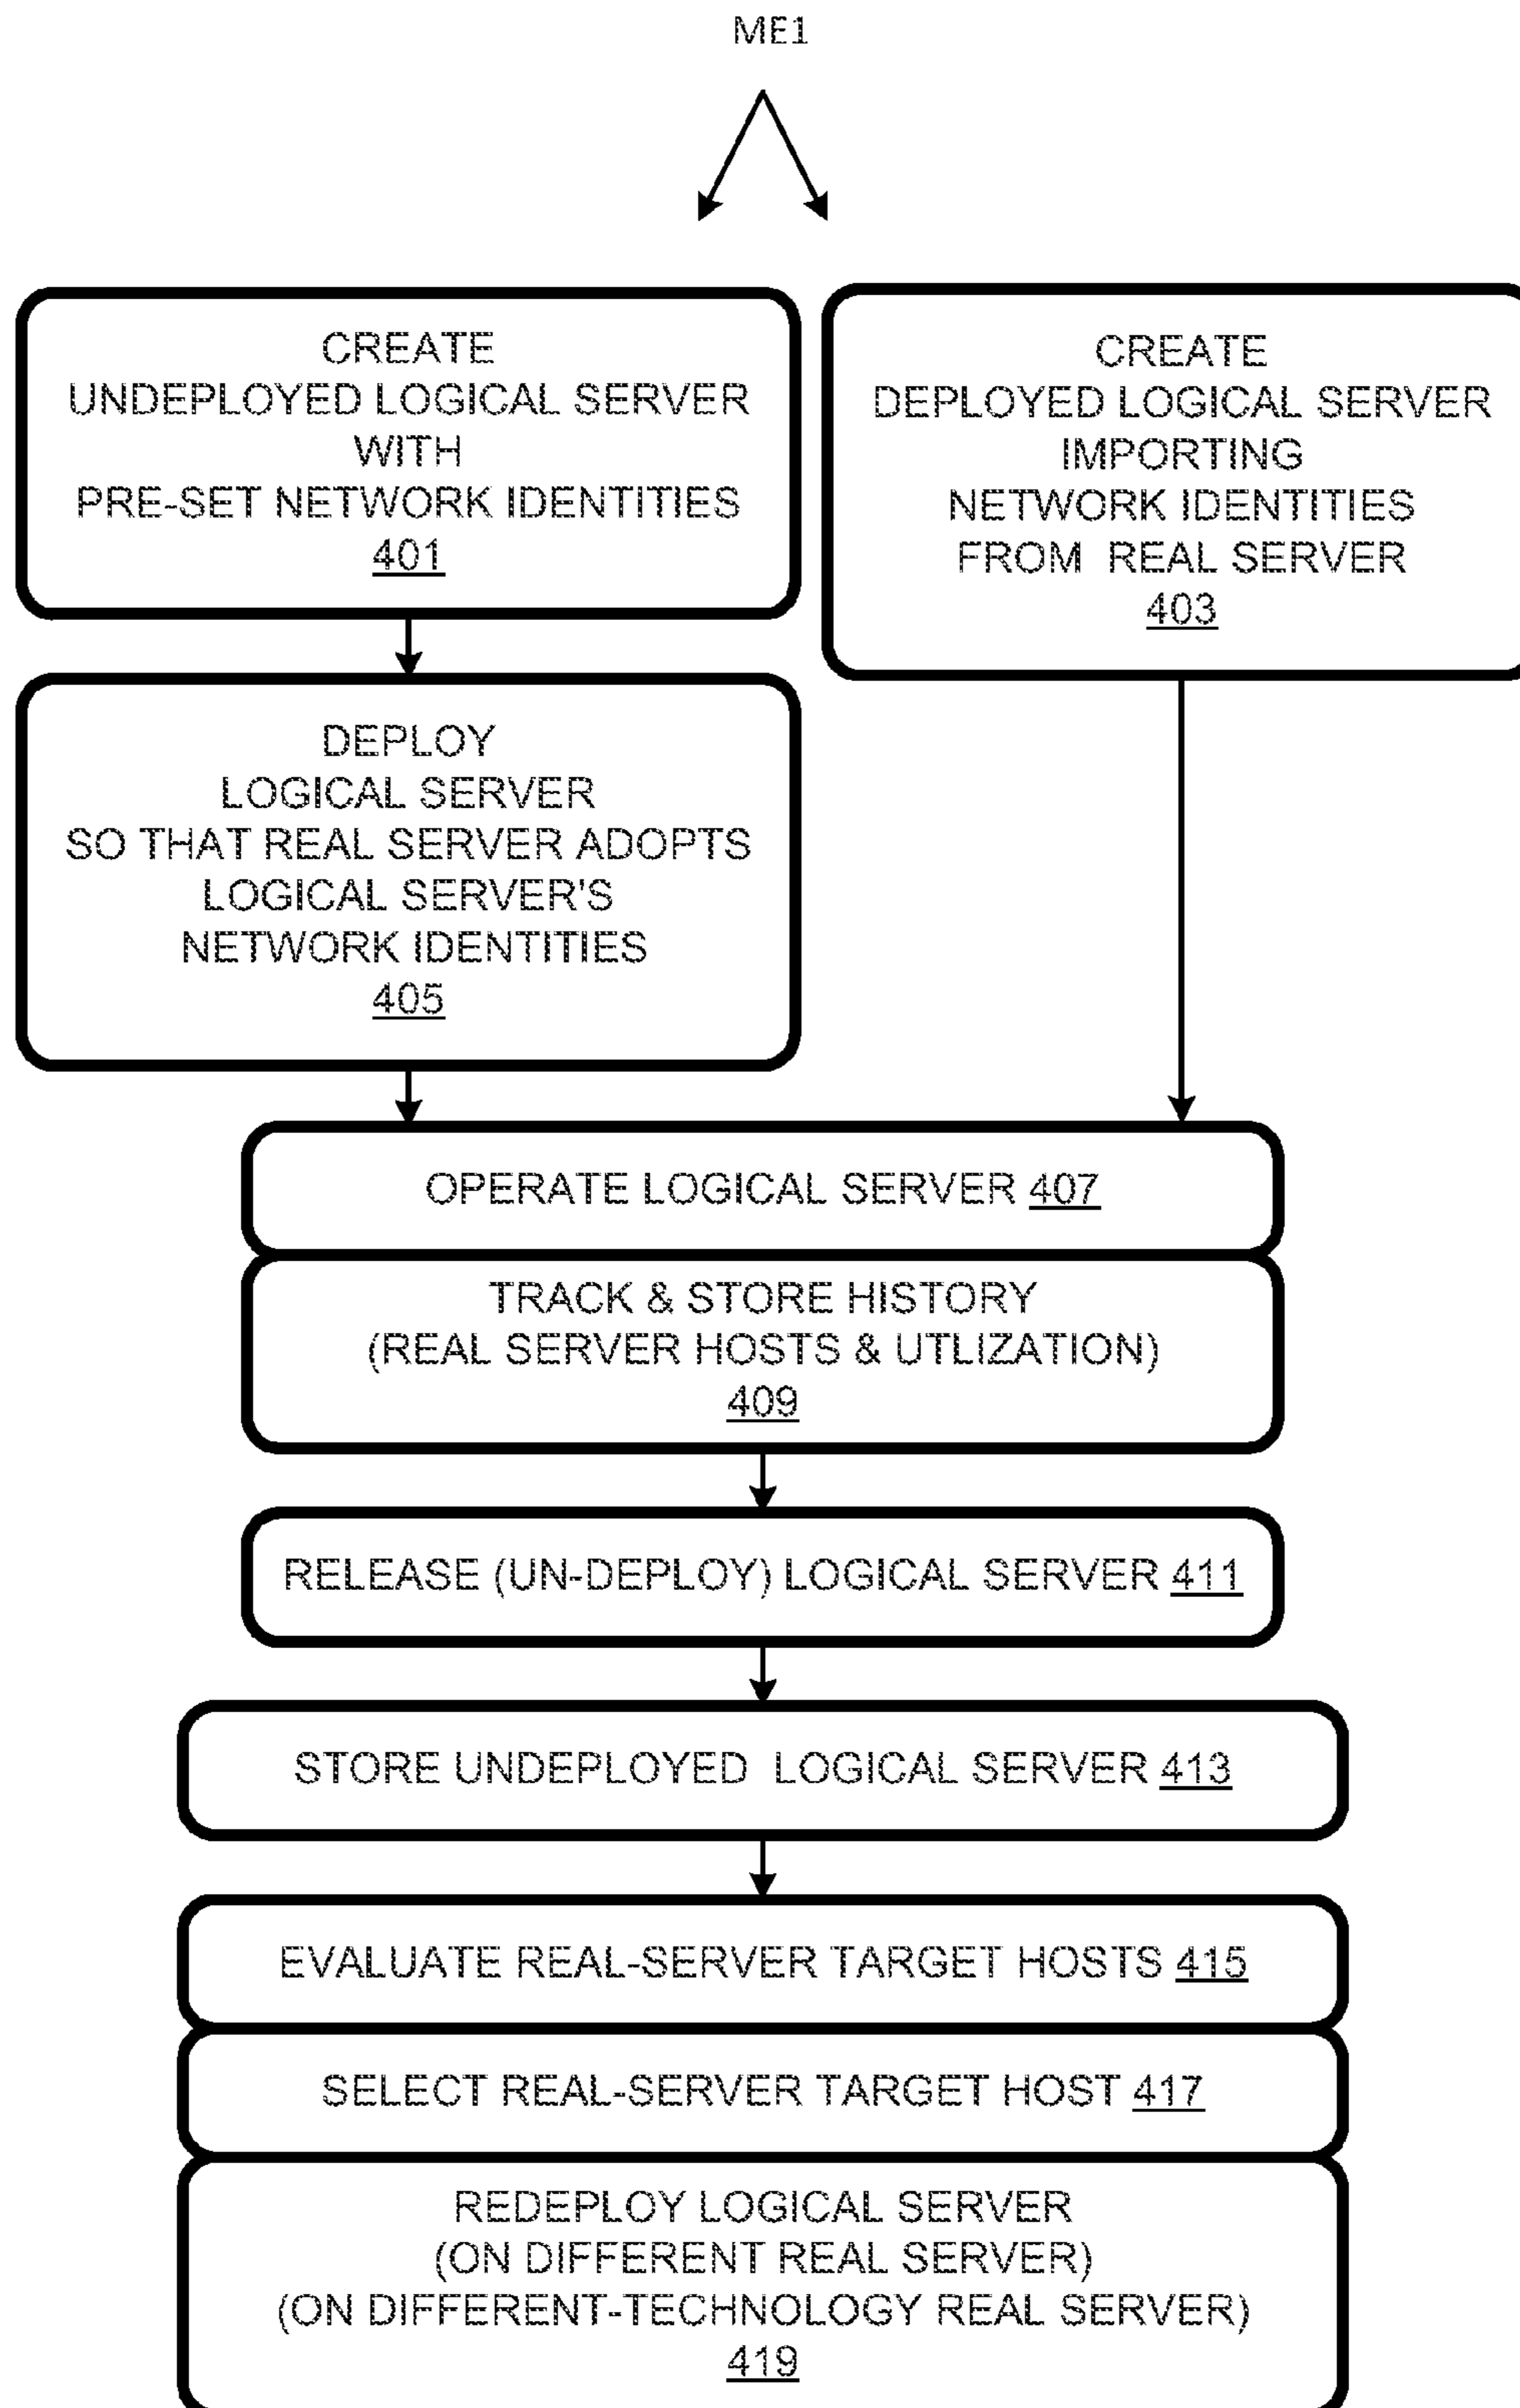 ME1
CREATE
UNDEPLOYED LOGICAL SERVER
WITH
PRE-SET NETWORK IDENTITIES
401
CREATE
DEPLOYED LOGICAL SERVER
IMPORTING
NETWORK IDENTITIES
FROM REAL SERVER
403
DEPLOY
LOGICAL SERVER
SO THAT REAL SERVER ADOPTS
LOGICAL SERVER'S
NETWORK IDENTITIES
405
OPERATE LOGICAL SERVER 407
TRACK & STORE HISTORY
(REAL SERVER HOSTS & UTLIZATION)
409
RELEASE (UN-DEPLOY) LOGICAL SERVER 411
STORE UNDEPLOYED LOGICAL SERVER 413
EVALUATE REAL-SERVER TARGET HOSTS 415
SELECT REAL-SERVER TARGET HOST 417
REDEPLOY LOGICAL SERVER
(ON DIFFERENT REAL SERVER)
(ON DIFFERENT-TECHNOLOGY REAL SERVER)
419